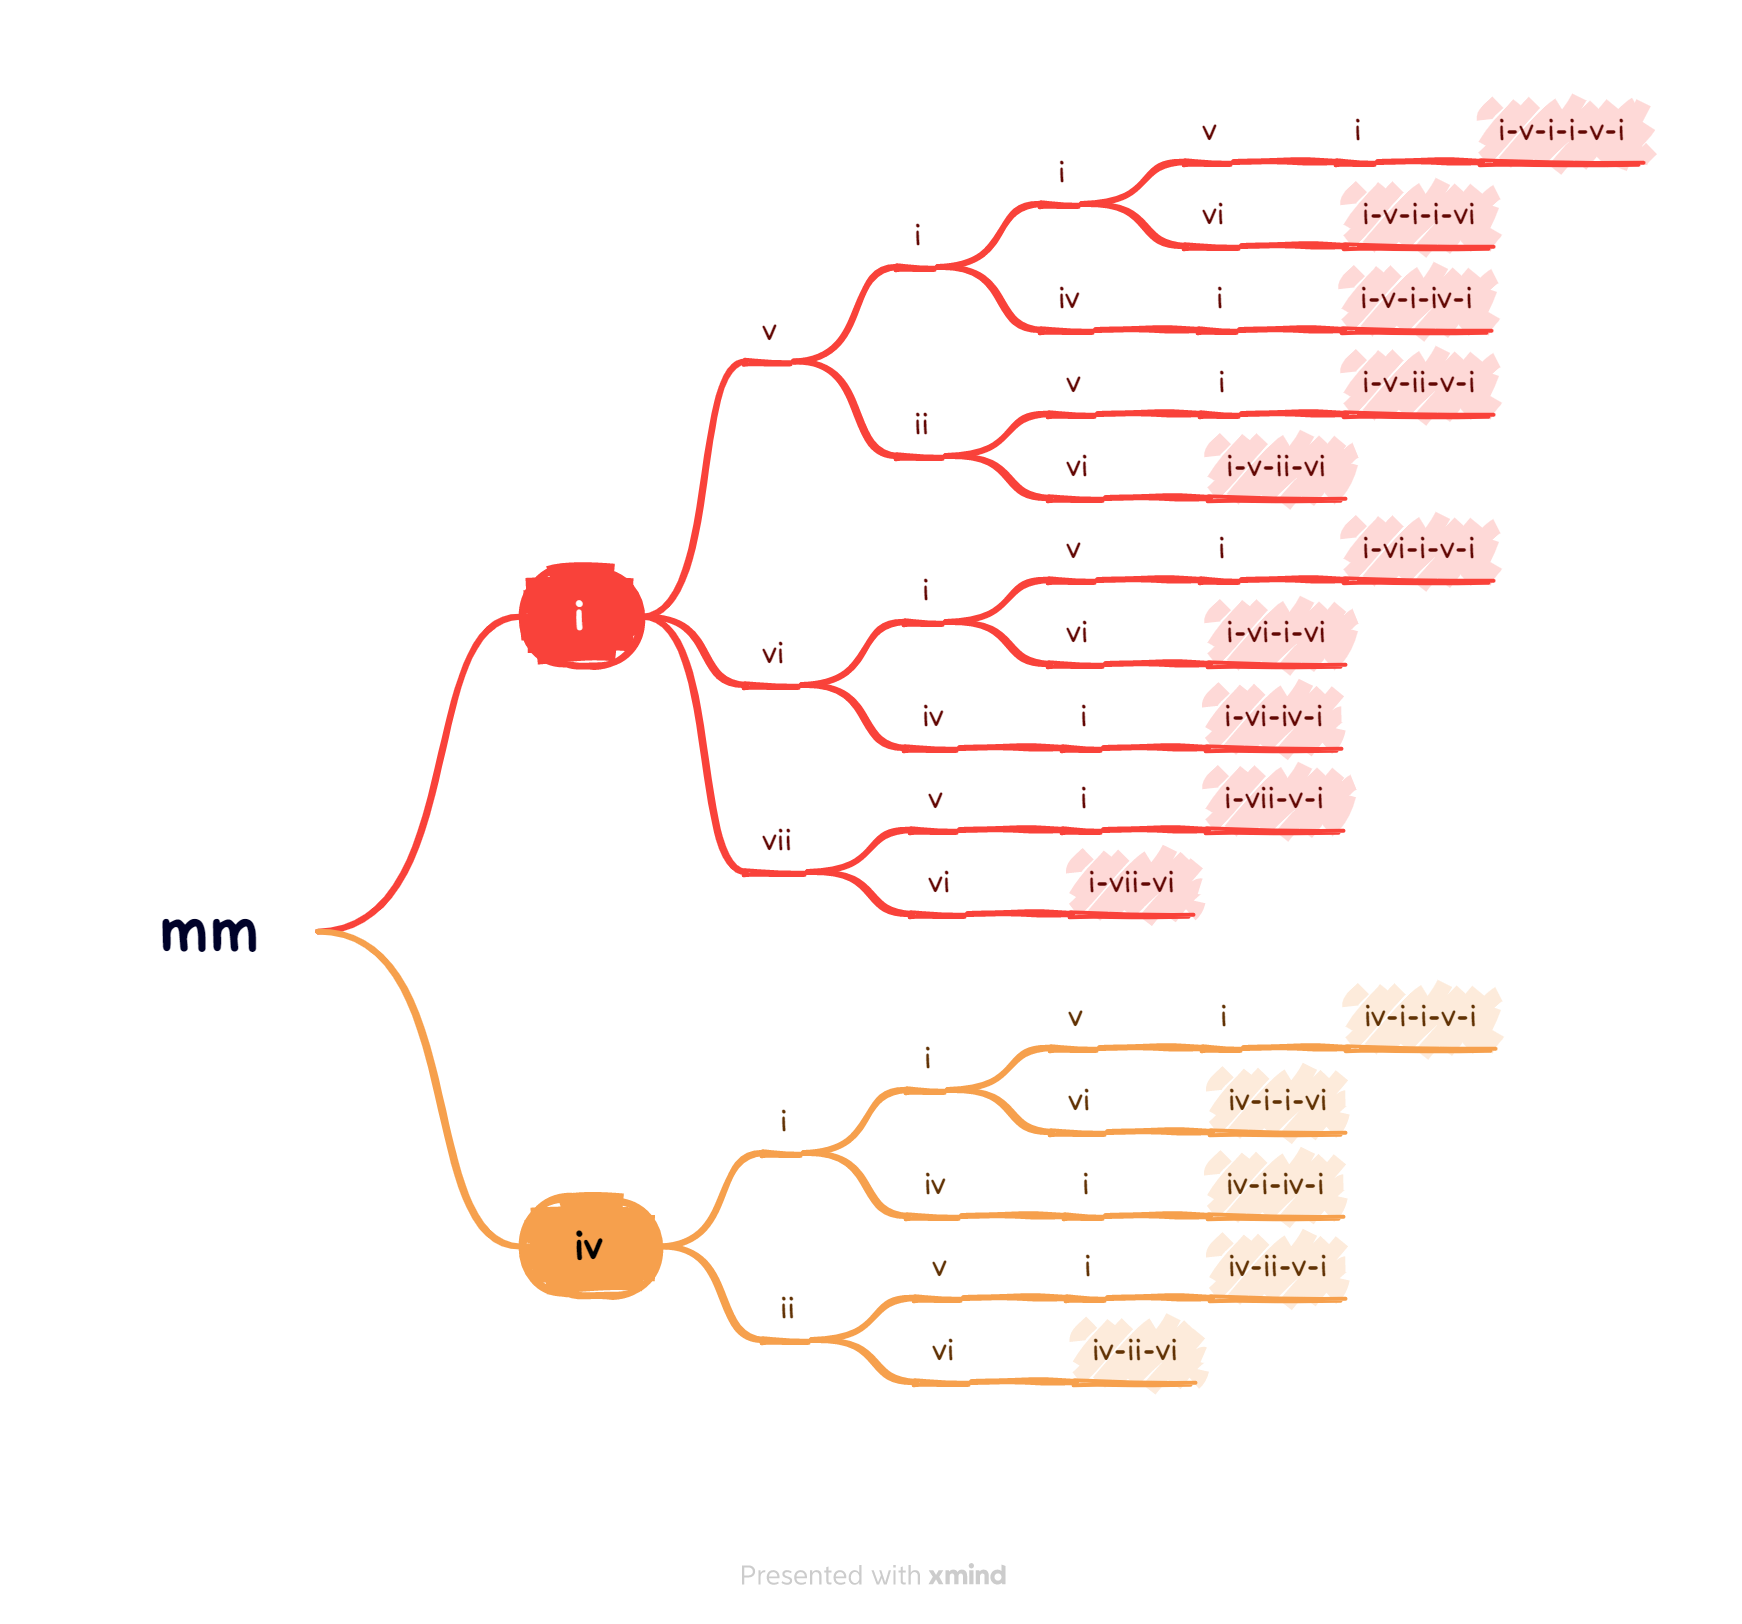 v i i-v-i-i-v-i
i
vi i-v-i-i-vi
i
iv i i-v-i-iv-i
v
v i i-v-ii-v-i
ii
vi i-v-ii-vi
v i i-vi-i-v-i
i
i
vi i-vi-i-vi
vi
iv i i-vi-iv-i
v i i-vii-v-i
vii
vi i-vii-vi
mm
v i iv-i-i-v-i
i
vi iv-i-i-vi
i
iv i iv-i-iv-i
iv
v i iv-ii-v-i
ii
vi iv-ii-vi
Presented with xmind